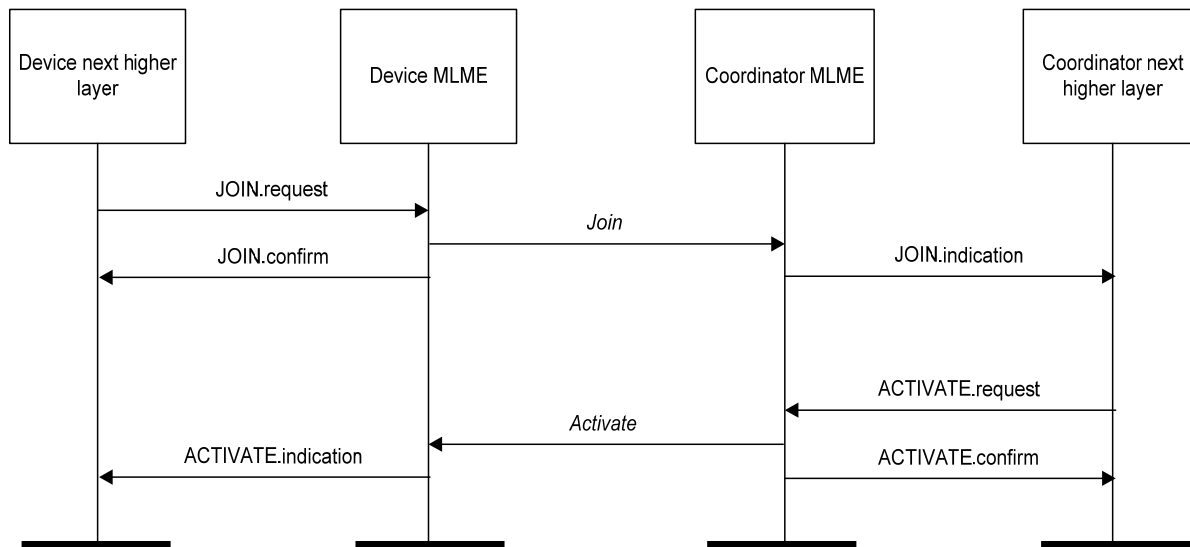 Device next higher
layer
Device MLME
Coordinator MLME
Coordinator next
higher layer
JOIN.request
Join
JOIN.confirm
JOIN.indication
ACTIVATE.request
Activate
ACTIVATE.indication
ACTIVATE.confirm